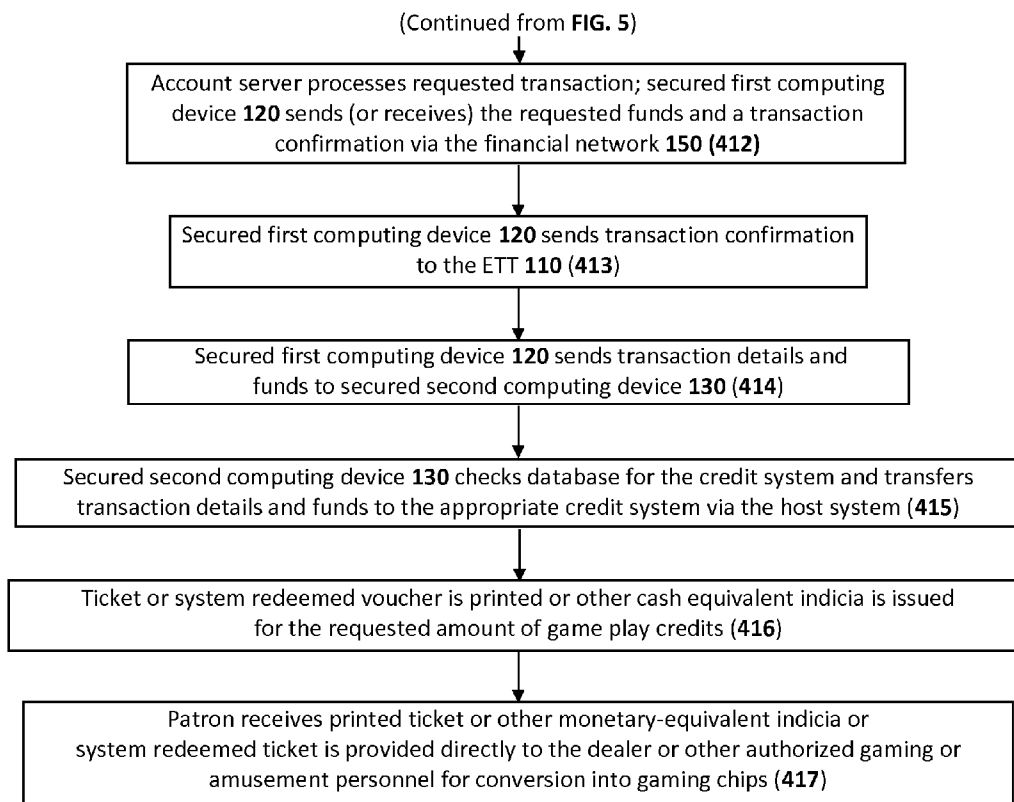 (Continued from FIG. 5)
Account server processes requested transaction; secured first computing
device 120 sends (or receives) the requested funds and a transaction
confirmation via the financial network 150 (412)
Secured first computing device 120 sends transaction confirmation
to the ETT 110 (413)
Secured first computing device 120 sends transaction details and
funds to secured second computing device 130 (414)
Secured second computing device 130 checks database for the credit system and transfers
transaction details and funds to the appropriate credit system via the host system (415)
Ticket or system redeemed voucher is printed or other cash equivalent indicia is issued
for the requested amount of game play credits (416)
Patron receives printed ticket or other monetary-equivalent indicia or
system redeemed ticket is provided directly to the dealer or other authorized gaming or
amusement personnel for conversion into gaming chips (417)